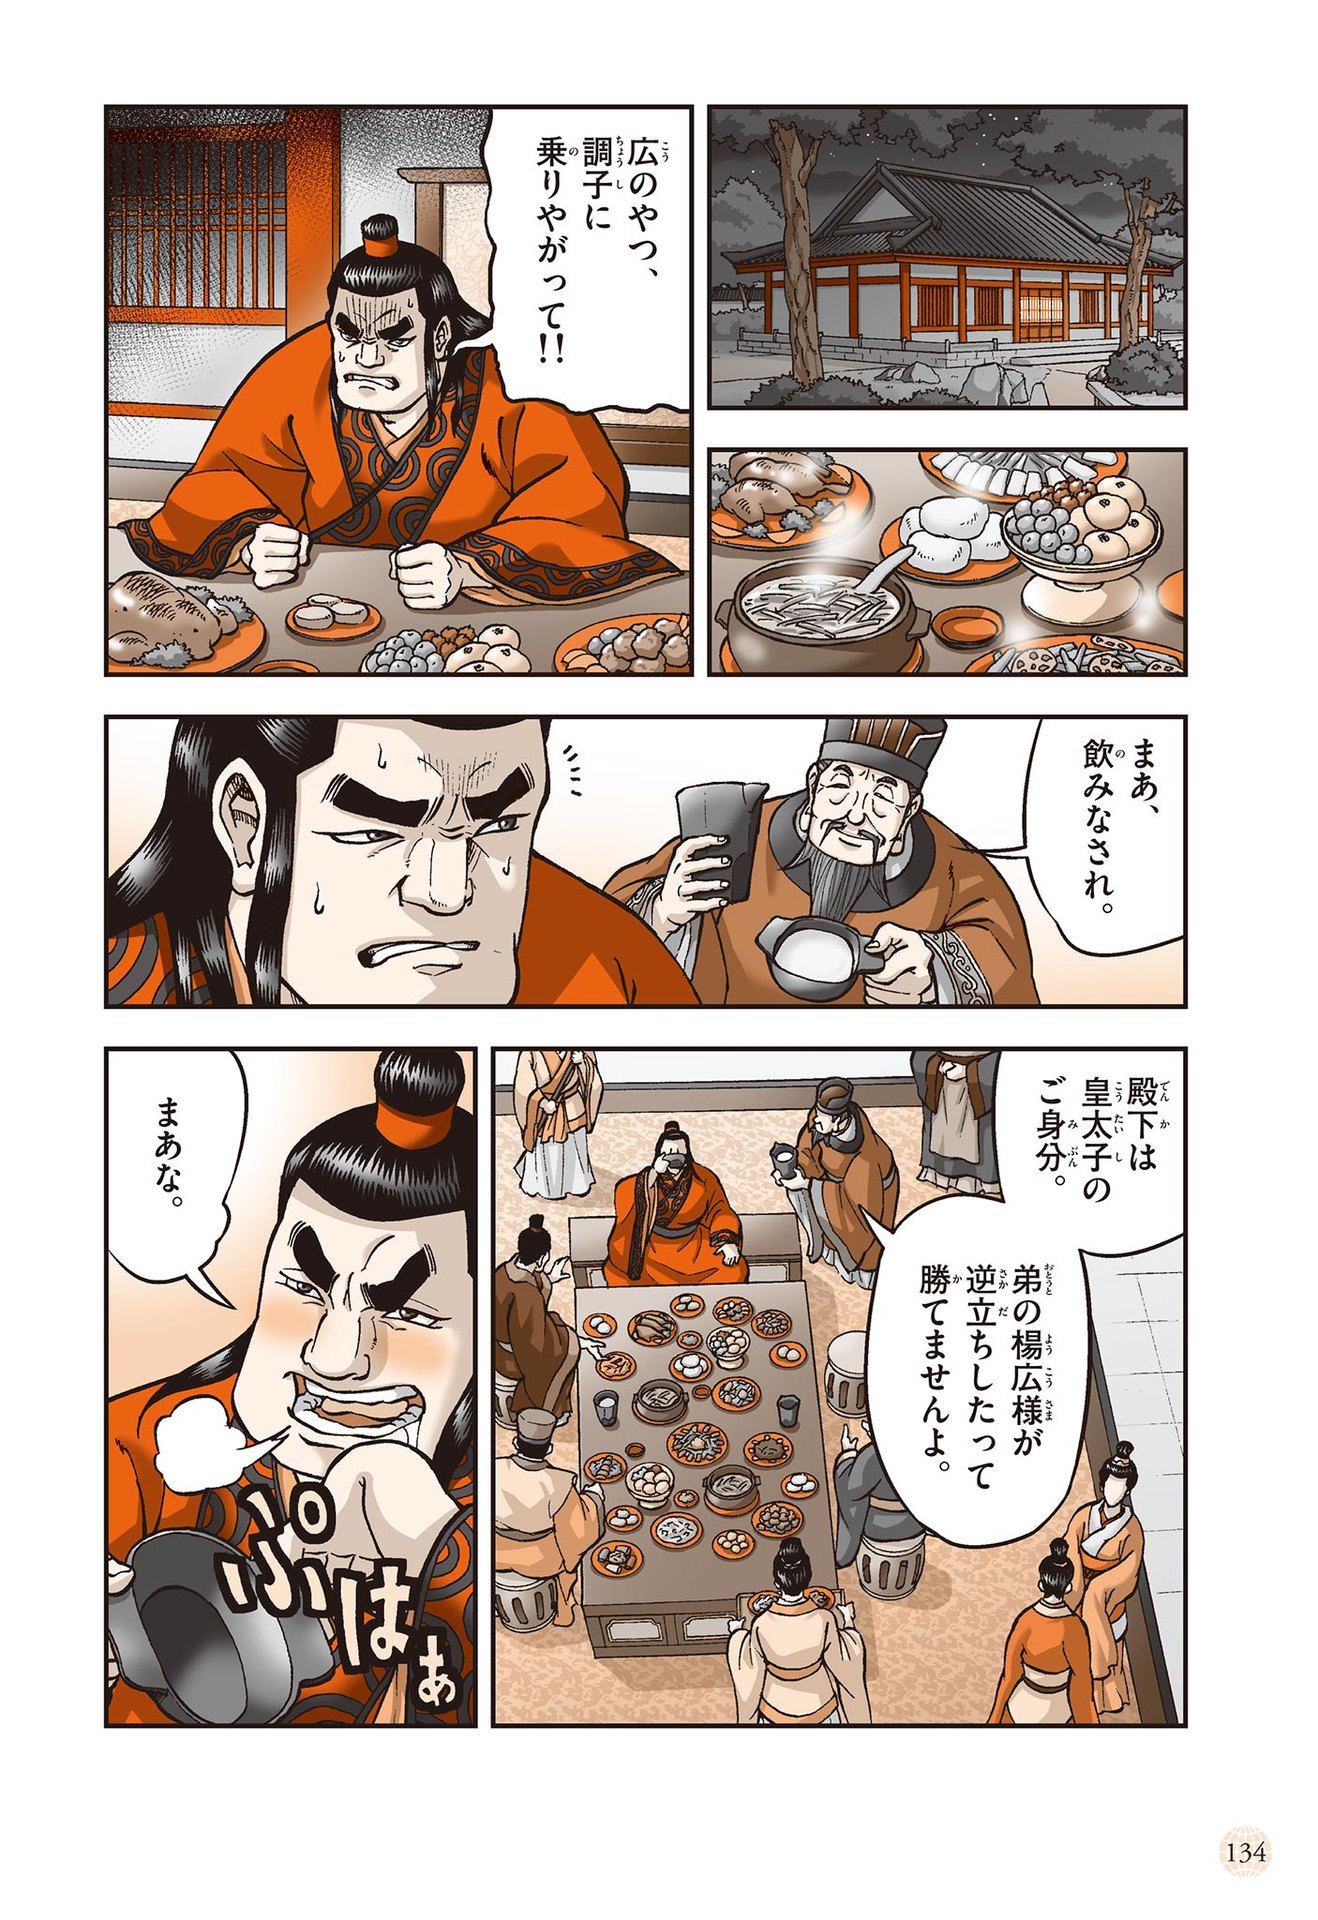 広のやつ、
調子に
乗りやがって!!
まあ、
飲みなされ。
殿下は
皇太子の
ご身分。
弟の楊広様が
逆立ちしたって
勝てませんよ。
まあな。
ぷはぁ
134